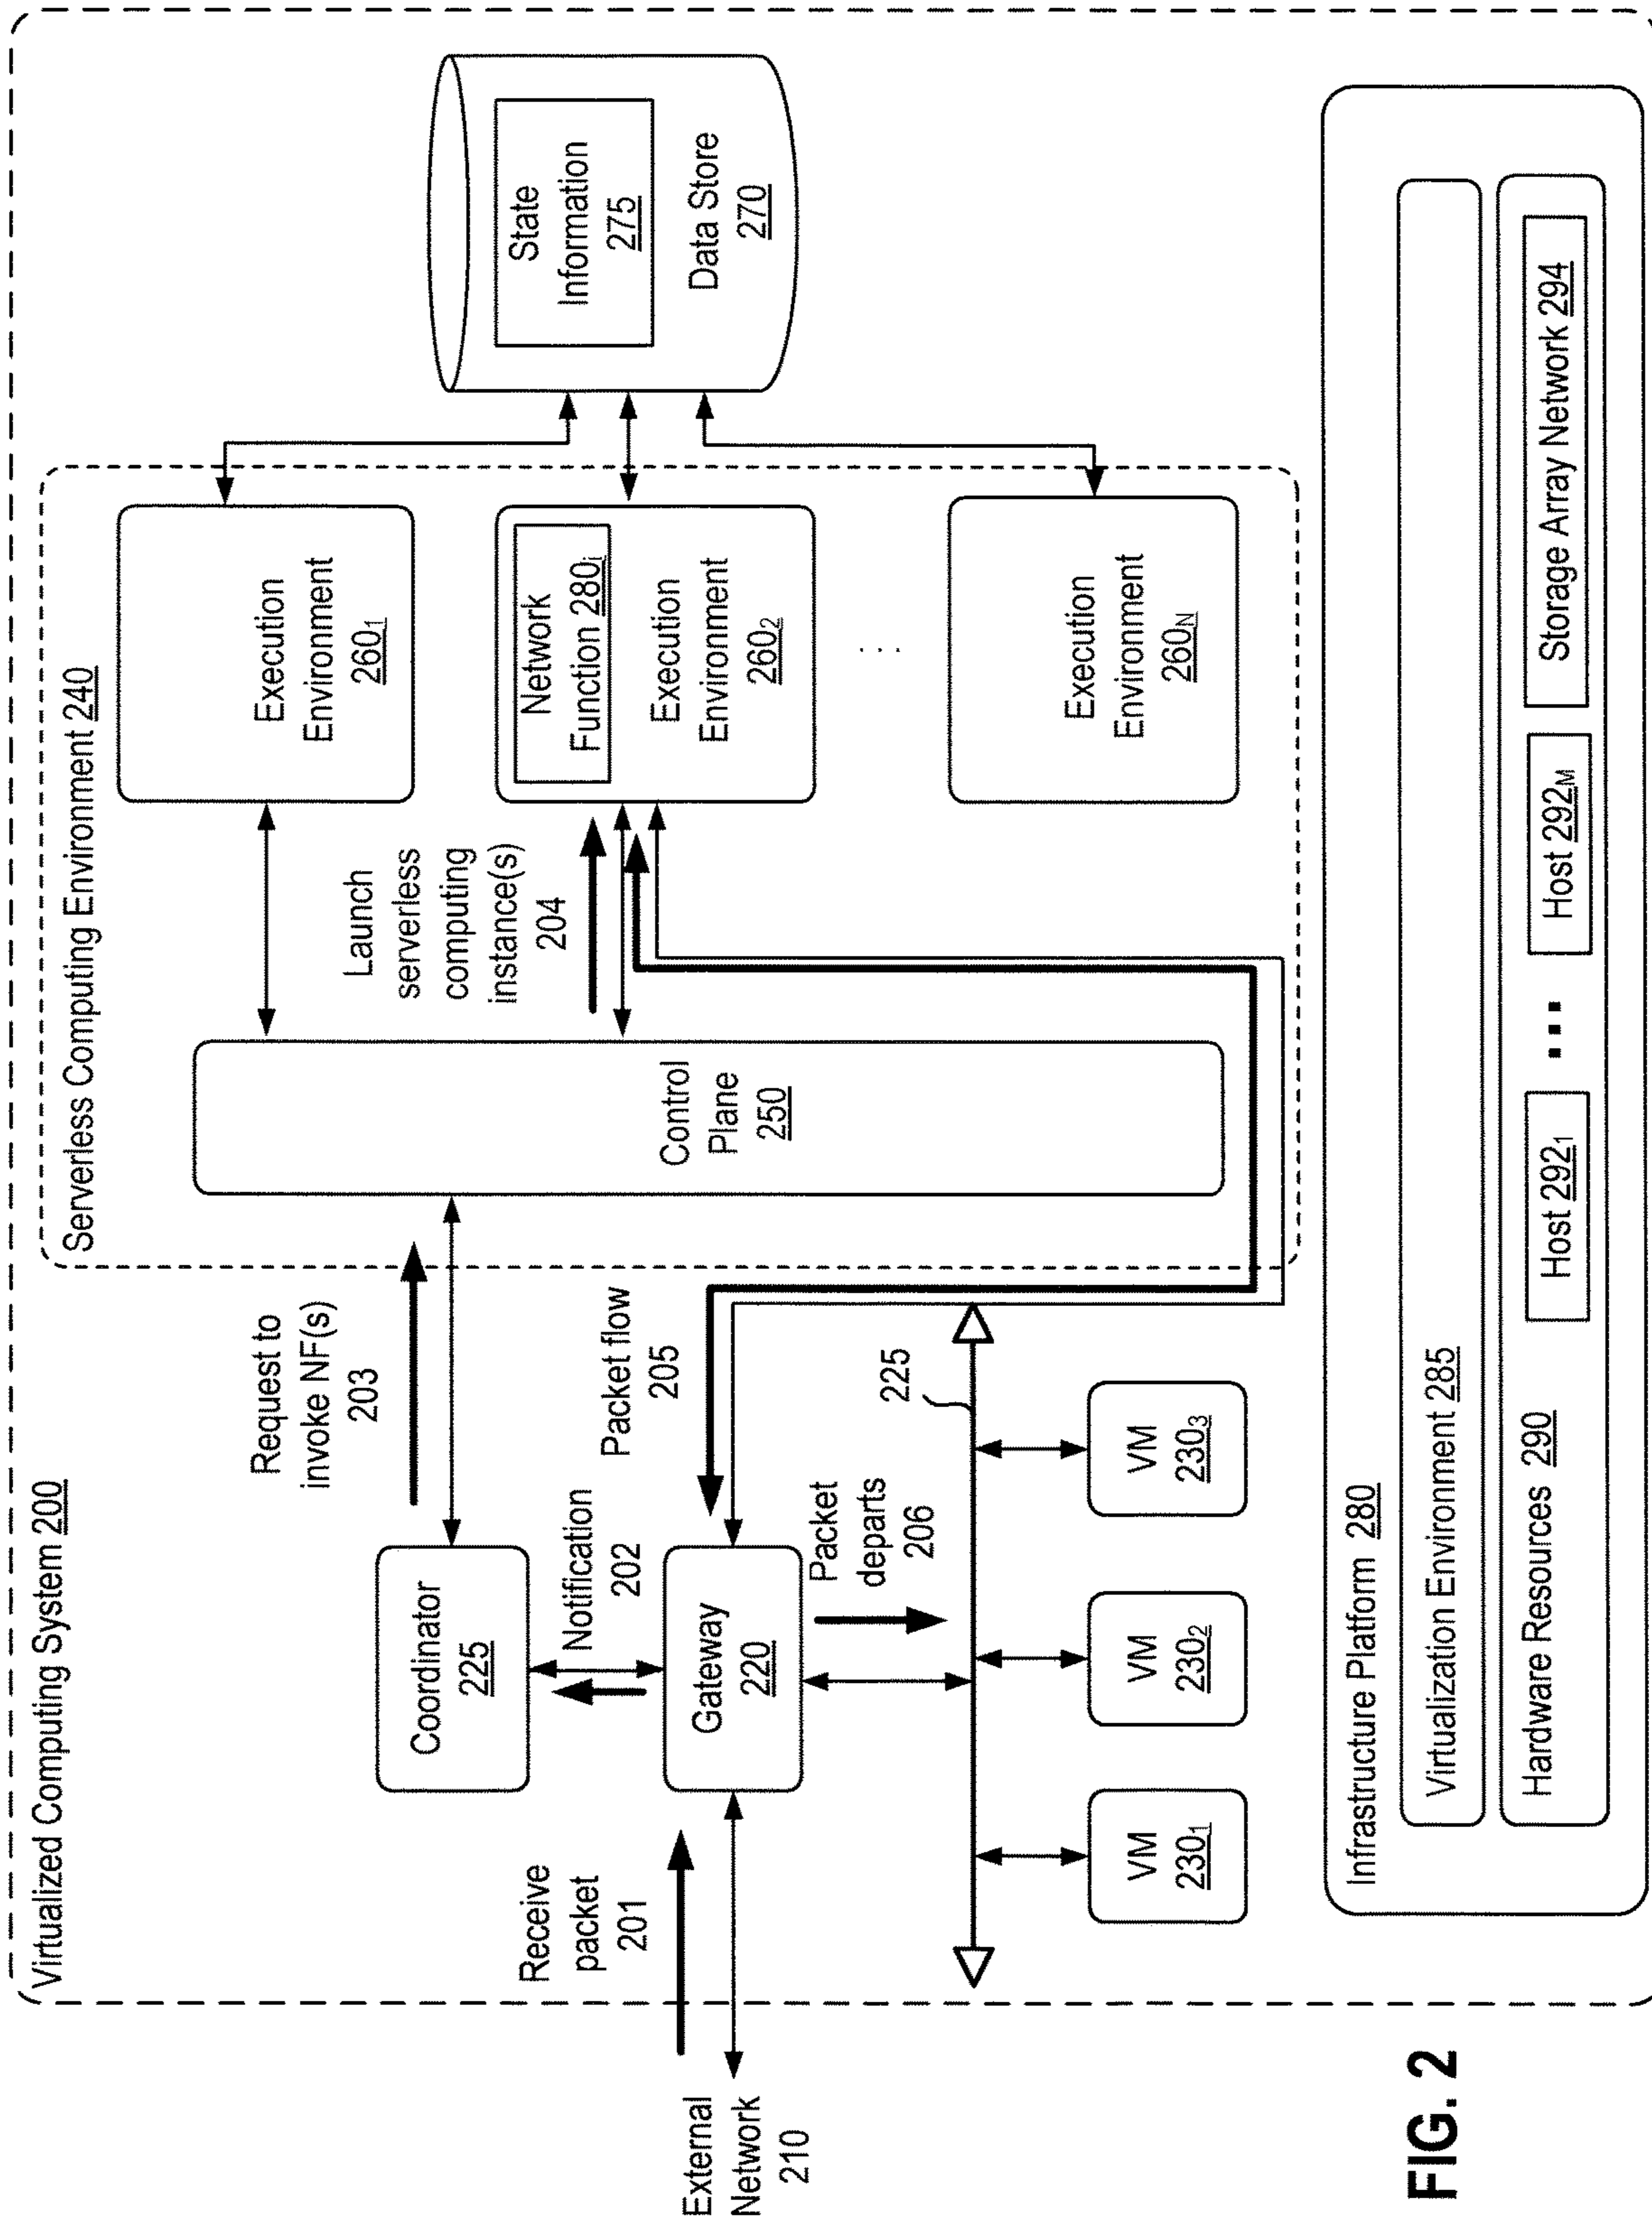 Virtualized Computing System 200
Serverless Computing Environment 240
Request to
invoke NF(s)
203
Coordinator
225
Notification
202
Receive
packet
201
External
Network
210
Gateway
220
Packet flow
205
Packet
departs
206
225
VM
230₁
VM
230₂
VM
230₃
Control
Plane
250
Launch
serverless
computing
instance(s)
204
Execution
Environment
260₁
Network
Function 280ᵢ
Execution
Environment
260₂
. . .
Execution
Environment
260N
State
Information
275
Data Store
270
Infrastructure Platform 280
Virtualization Environment 285
Hardware Resources 290
Host 292₁
...
Host 292M
Storage Array Network 294
FIG. 2